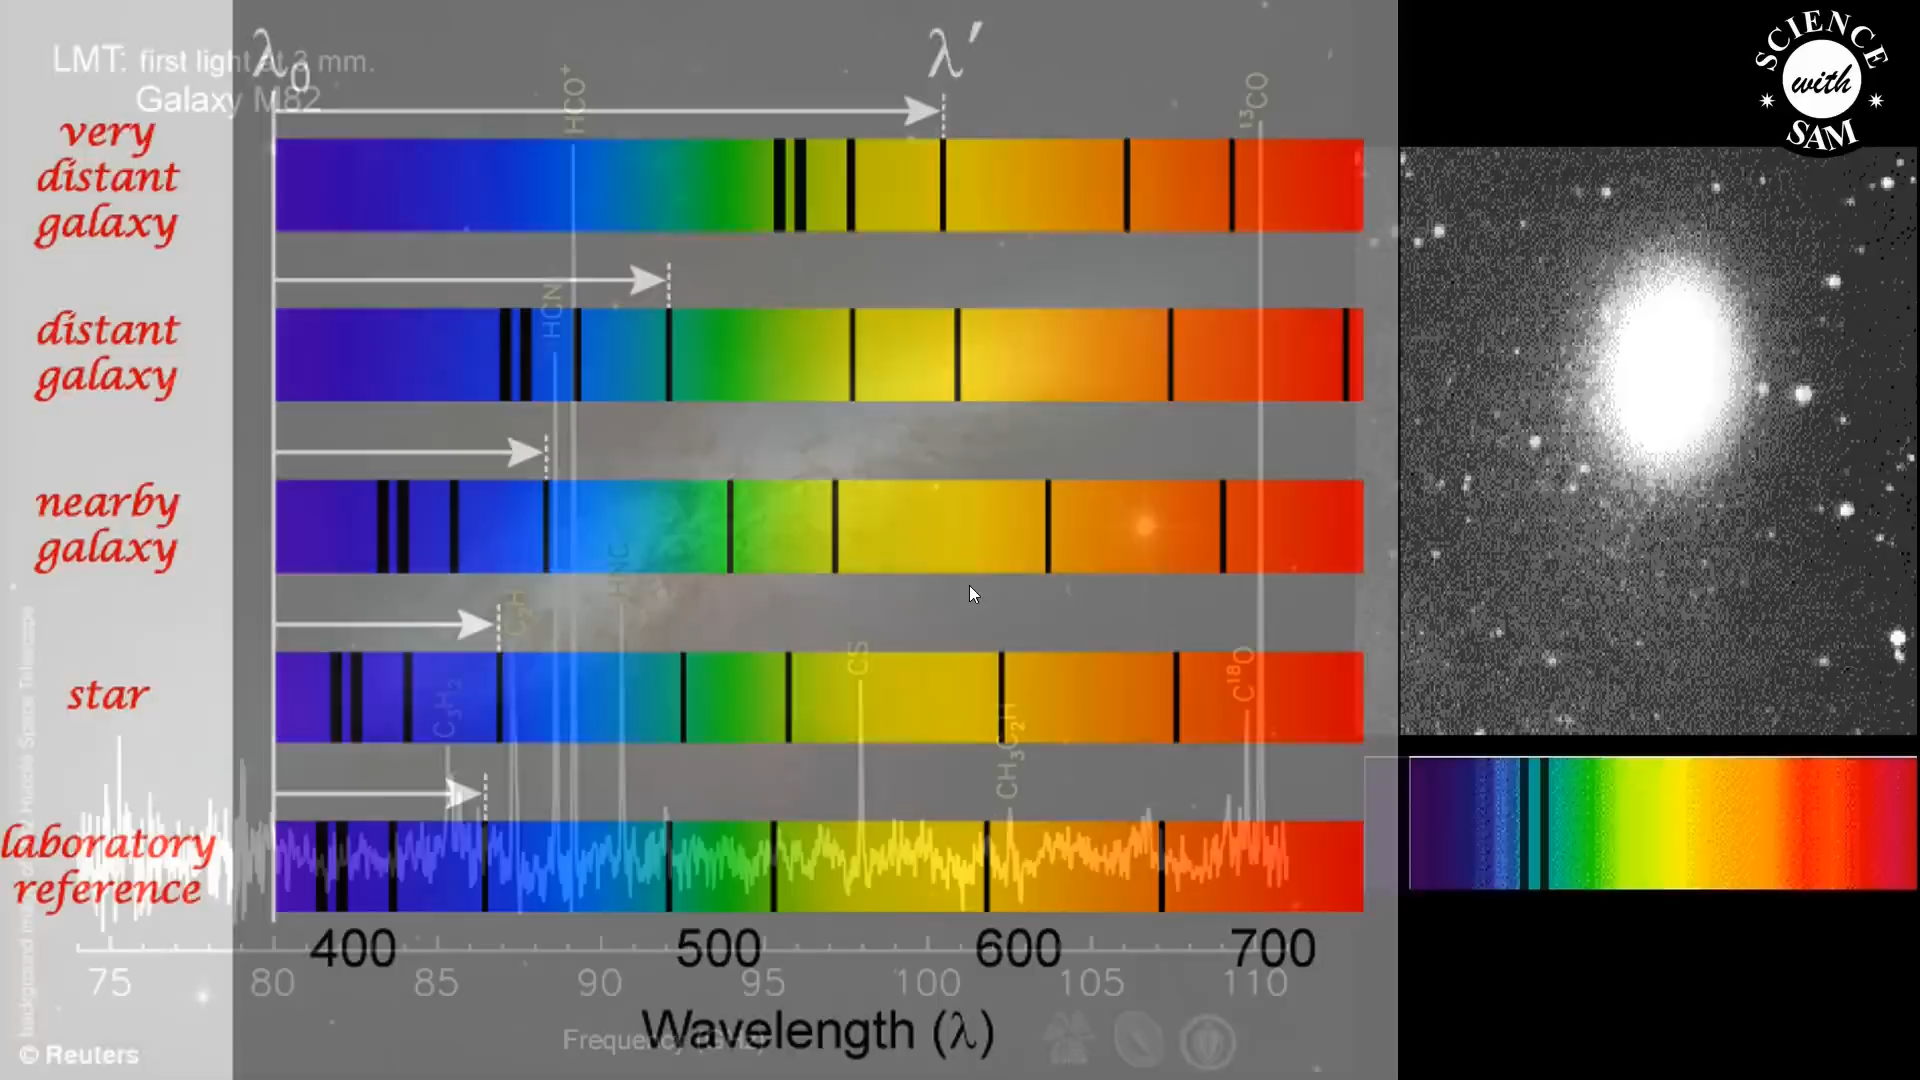 LMT: first light at 3 mm.
Galaxy M82
λ0
λ′
SCIENCE
with
SAM
very
distant
galaxy
HCO+
13CO
distant
galaxy
HCN
nearby
galaxy
HNC
C2H
star
C3H2
CS
CH3C2H
C18O
laboratory
reference
400 500 600 700
75 80 85 90 95 100 105 110
Wavelength (λ)
Frequency (GHz)
© Reuters